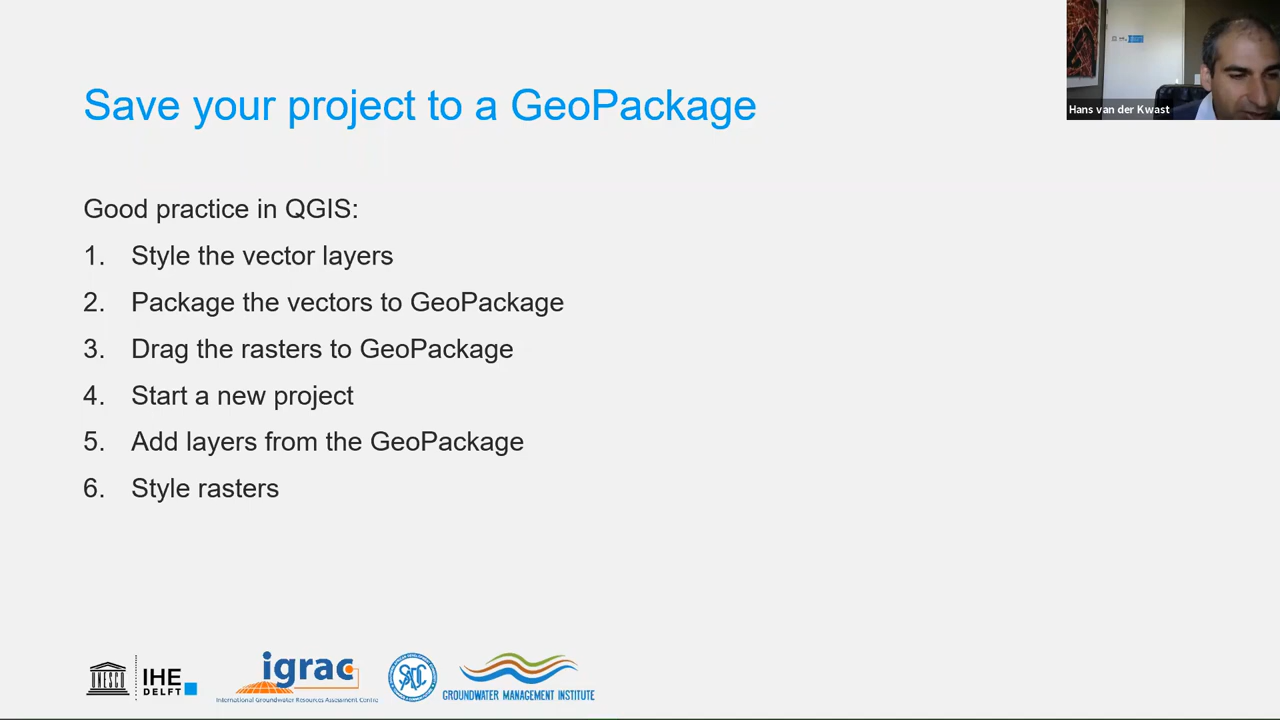 Save your project to a GeoPackage
Hans van der Kwast
Good practice in QGIS:
1. Style the vector layers
2. Package the vectors to GeoPackage
3. Drag the rasters to GeoPackage
4. Start a new project
5. Add layers from the GeoPackage
6. Style rasters
UNESCO
IHE
DELFT
igrac
International Groundwater Resources Assessment Centre
SADC
GROUNDWATER MANAGEMENT INSTITUTE